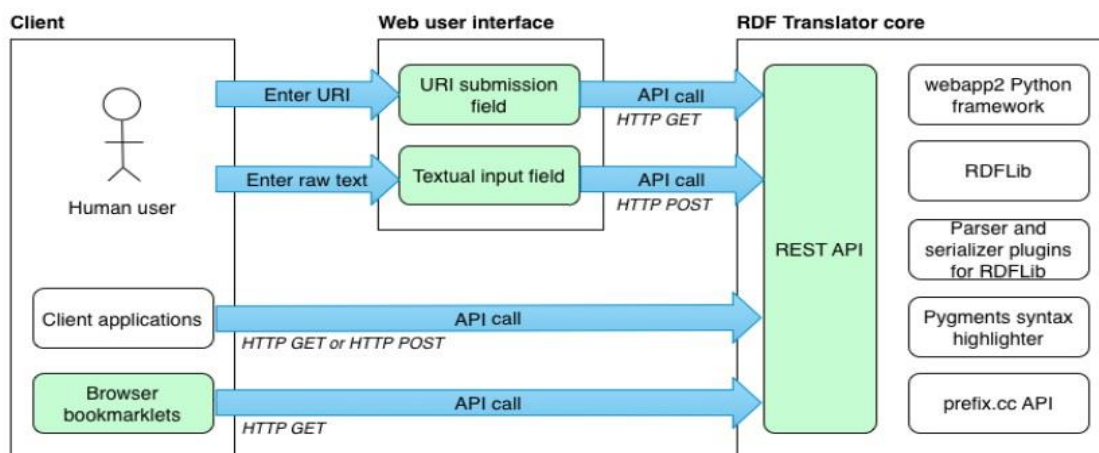 Client
Web user interface
RDF Translator core
Human user
Enter URI
URI submission
field
API call
HTTP GET
Enter raw text
Textual input field
API call
HTTP POST
Client applications
API call
HTTP GET or HTTP POST
Browser
bookmarklets
API call
HTTP GET
REST API
webapp2 Python
framework
RDFLib
Parser and
serializer plugins
for RDFLib
Pygments syntax
highlighter
prefix.cc API